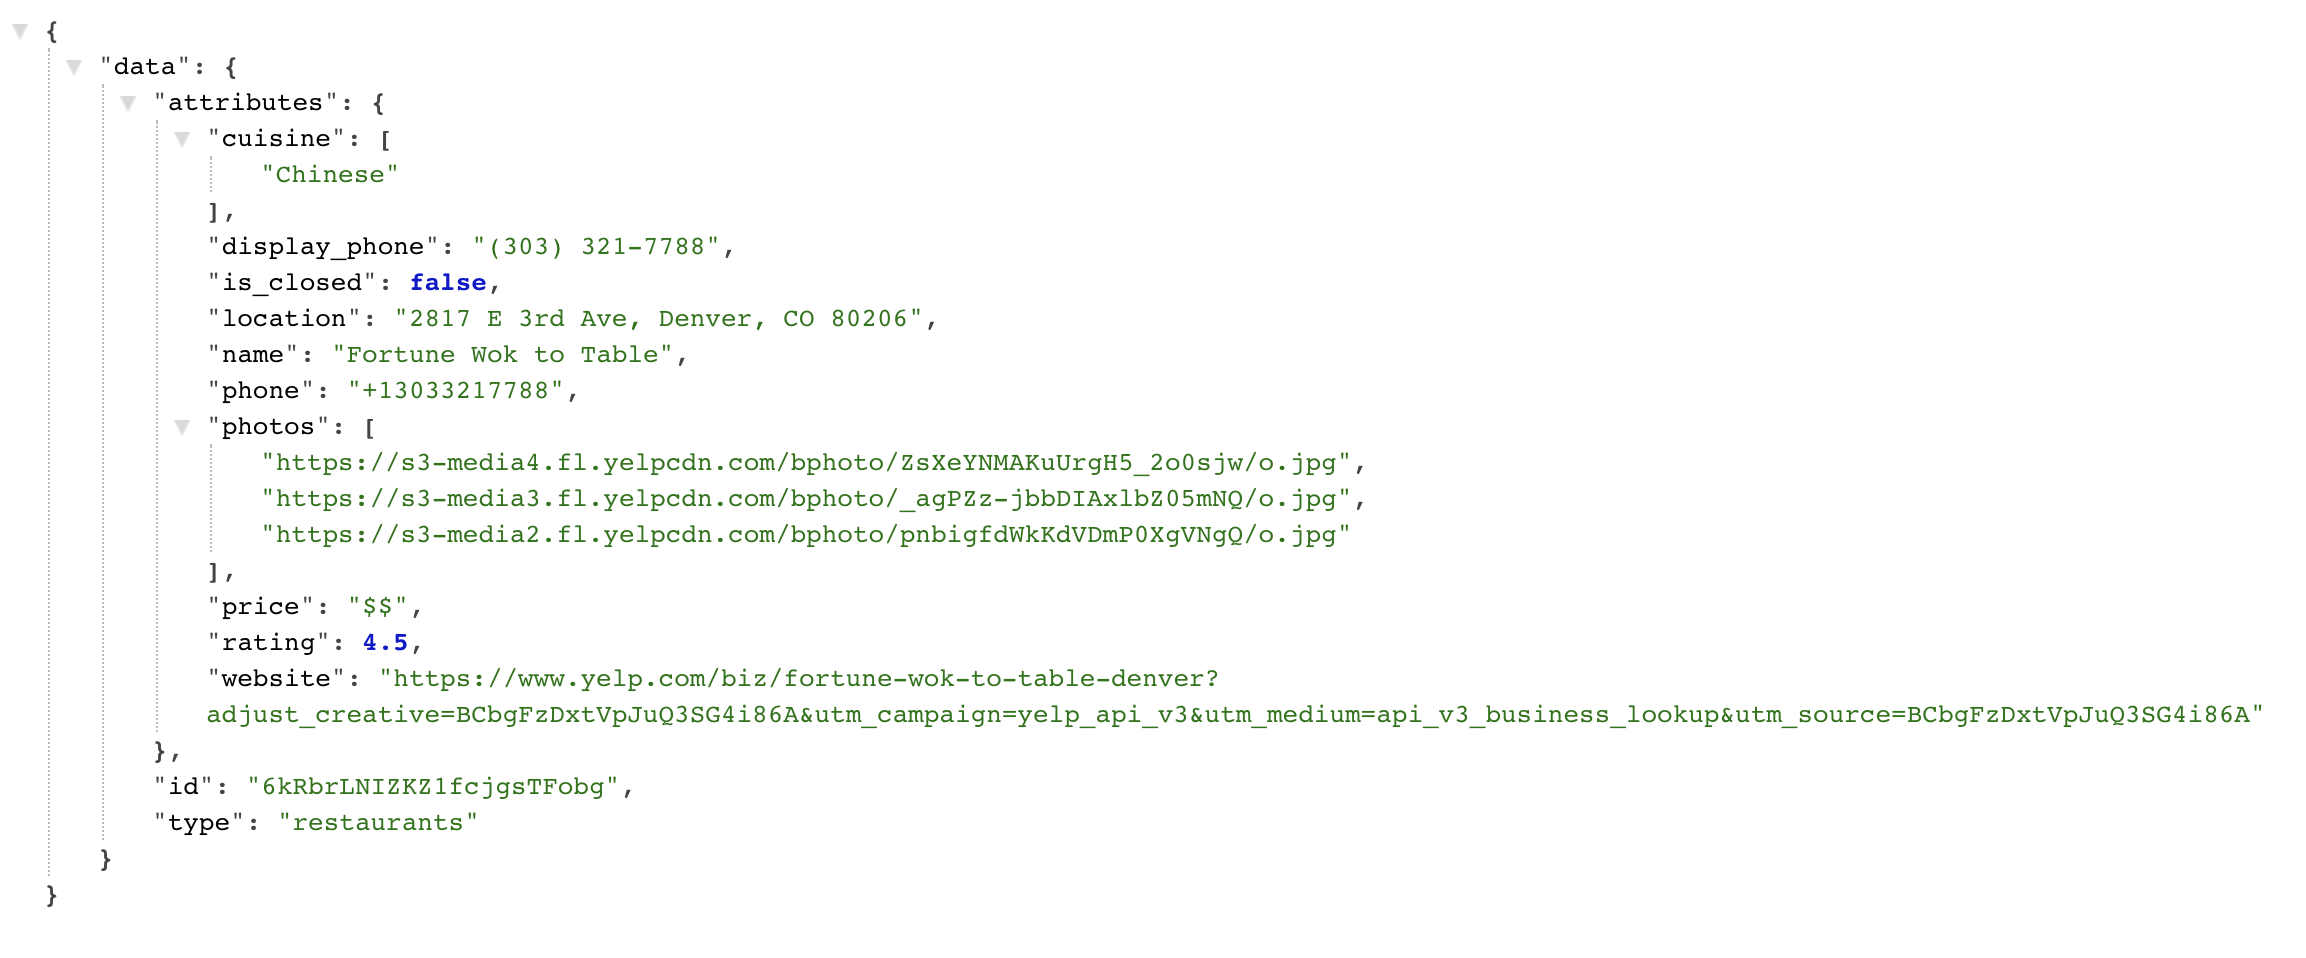 {
"data": {
"attributes": {
"cuisine": [
"Chinese"
],
"display_phone": "(303) 321-7788",
"is_closed": false,
"location": "2817 E 3rd Ave, Denver, CO 80206",
"name": "Fortune Wok to Table",
"phone": "+13033217788",
"photos": [
"https://s3-media4.fl.yelpcdn.com/bphoto/ZsXeYNMAKuUrgH5_2o0sjw/o.jpg",
"https://s3-media3.fl.yelpcdn.com/bphoto/_agPZz-jbbDIAxlbZ05mNQ/o.jpg",
"https://s3-media2.fl.yelpcdn.com/bphoto/pnbigfdWkKdVDmP0XgVNgQ/o.jpg"
],
"price": "$$",
"rating": 4.5,
"website": "https://www.yelp.com/biz/fortune-wok-to-table-denver?
adjust_creative=BCbgFzDxtVpJuQ3SG4i86A&utm_campaign=yelp_api_v3&utm_medium=api_v3_business_lookup&utm_source=BCbgFzDxtVpJuQ3SG4i86A"
},
"id": "6kRbrLNIZKZ1fcjgsTFobg",
"type": "restaurants"
}
}